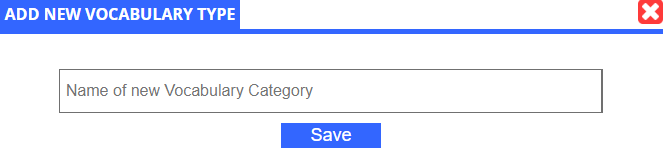 ADD NEW VOCABULARY TYPE
Name of new Vocabulary Category
Save